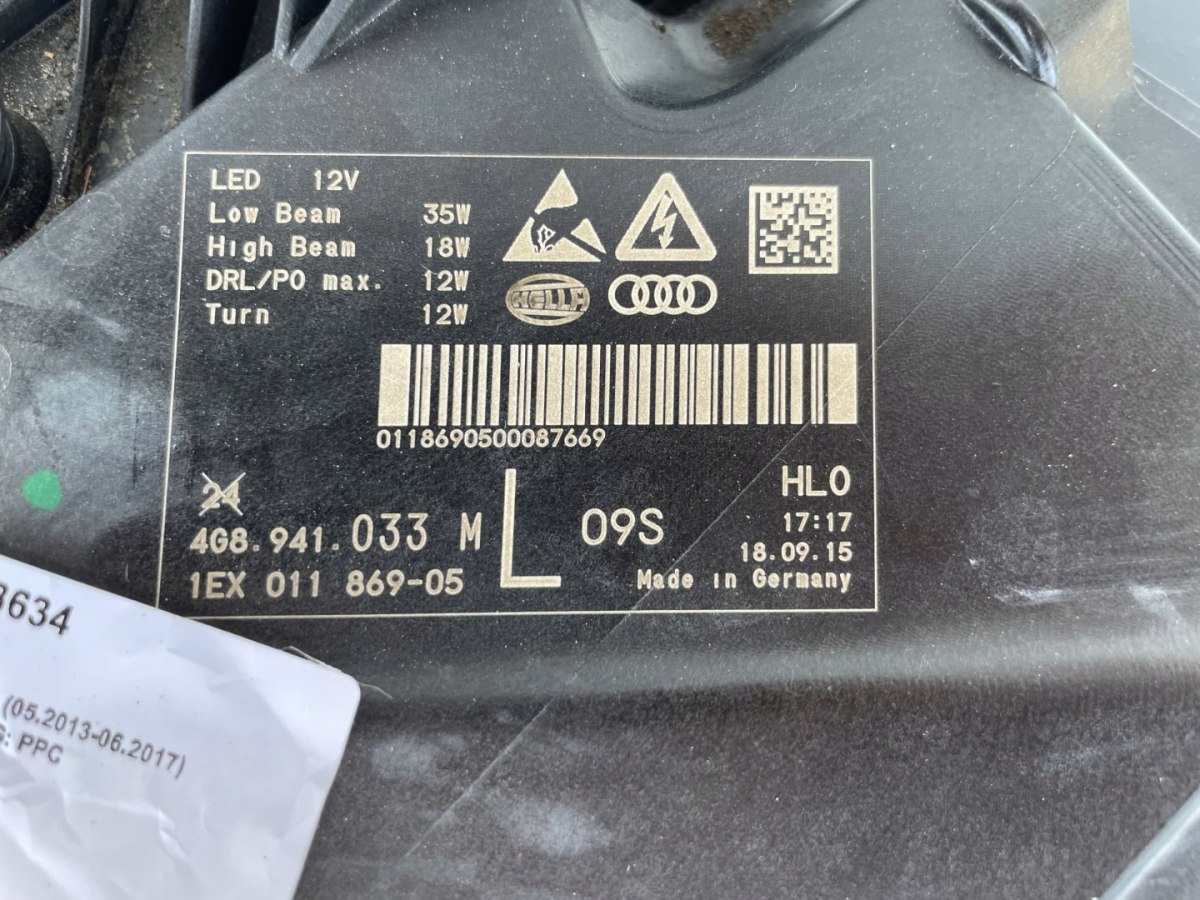 LED 12V
Low Beam 35W
High Beam 18W
DRL/PO max. 12W
Turn 12W
HELLA
0118690500087669
24
4G8.941.033 M
1EX 011 869-05
L
09S
HL0
17:17
18.09.15
Made in Germany
3634
(05.2013-06.2017)
G: PPC